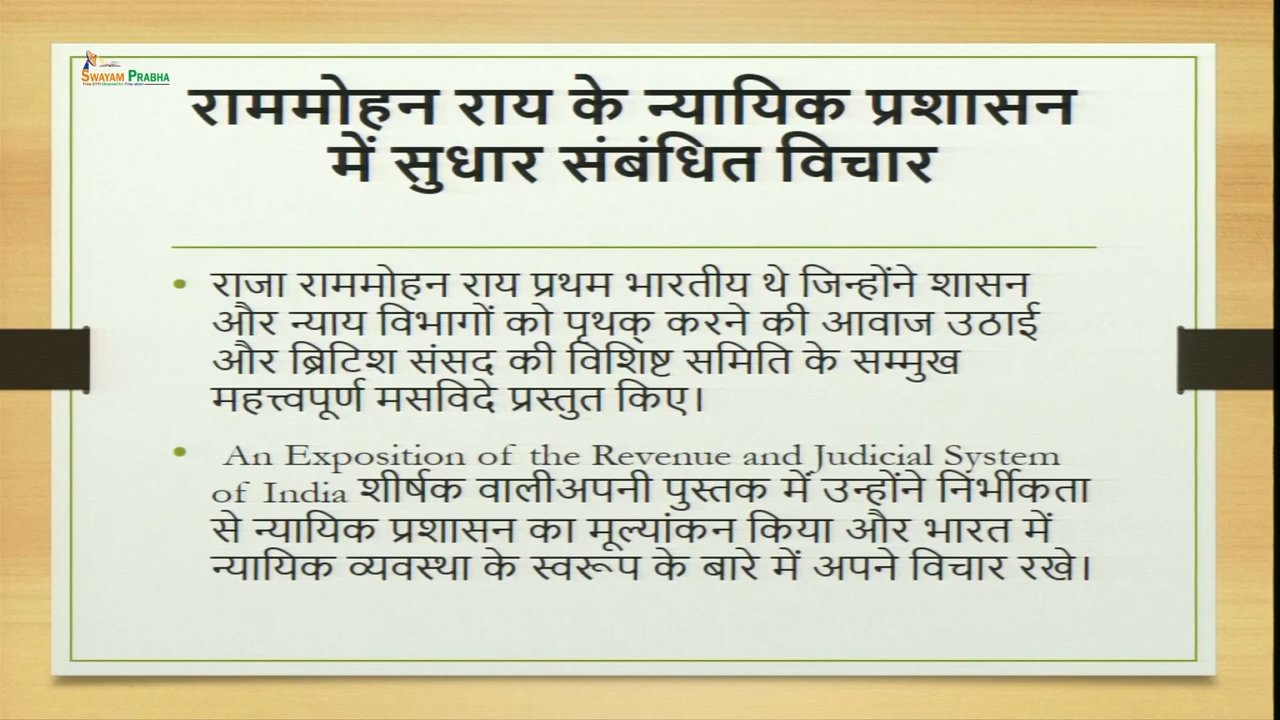 SWAYAM PRABHA
राममोहन राय के न्यायिक प्रशासन
में सुधार संबंधित विचार
• राजा राममोहन राय प्रथम भारतीय थे जिन्होंने शासन
और न्याय विभागों को पृथक् करने की आवाज उठाई
और ब्रिटिश संसद की विशिष्ट समिति के सम्मुख
महत्त्वपूर्ण मसविदे प्रस्तुत किए।
• An Exposition of the Revenue and Judicial System
of India शीर्षक वालीअपनी पुस्तक में उन्होंने निर्भीकता
से न्यायिक प्रशासन का मूल्यांकन किया और भारत में
न्यायिक व्यवस्था के स्वरूप के बारे में अपने विचार रखे।